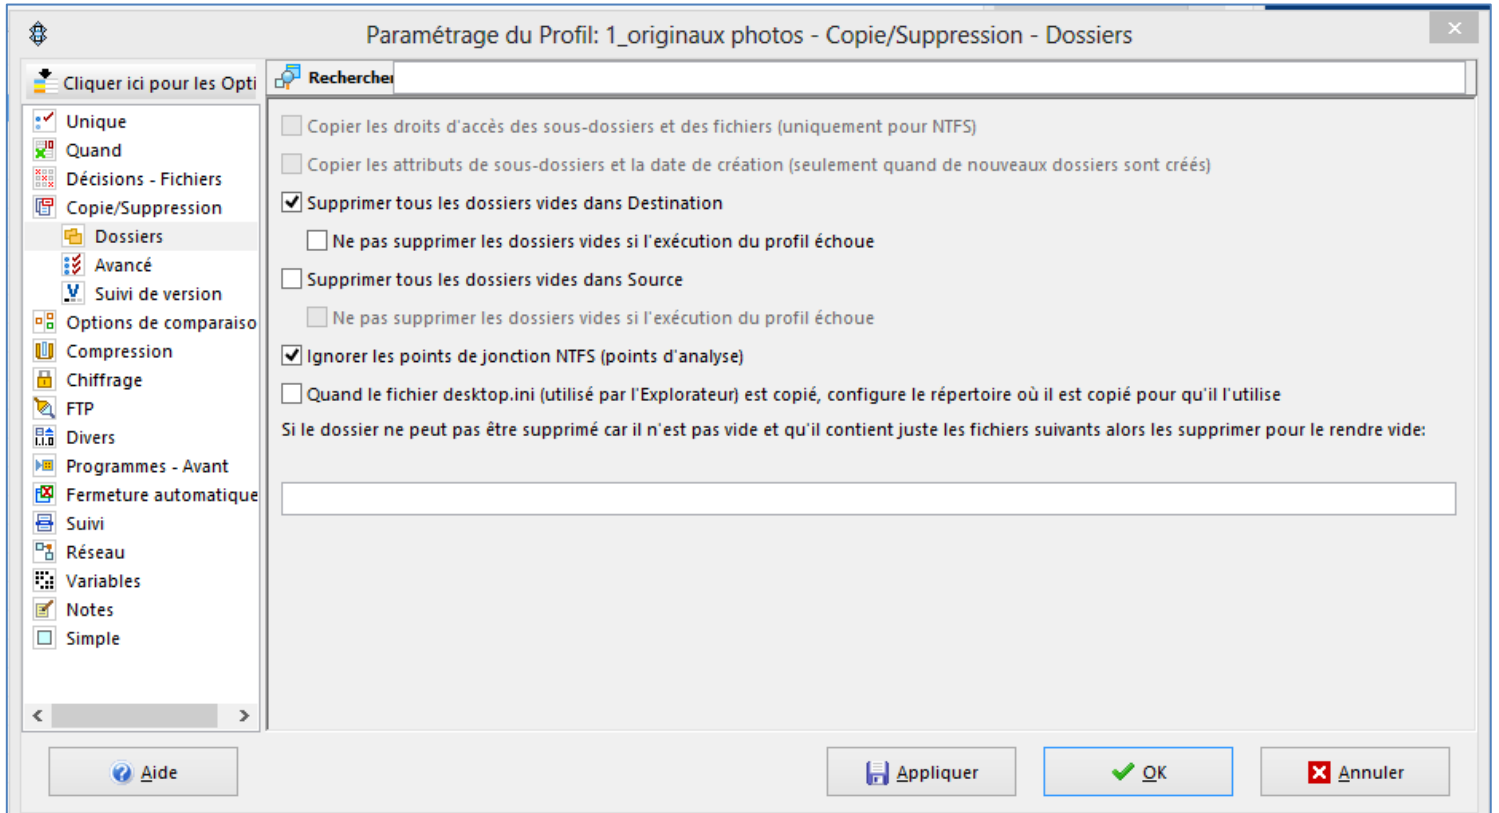 Paramétrage du Profil: 1_originaux photos - Copie/Suppression - Dossiers
Cliquer ici pour les Opti
Rechercher
Unique
Quand
Décisions - Fichiers
Copie/Suppression
Dossiers
Avancé
Suivi de version
Options de comparaiso
Compression
Chiffrage
FTP
Divers
Programmes - Avant
Fermeture automatique
Suivi
Réseau
Variables
Notes
Simple
Copier les droits d'accès des sous-dossiers et des fichiers (uniquement pour NTFS)
Copier les attributs de sous-dossiers et la date de création (seulement quand de nouveaux dossiers sont créés)
Supprimer tous les dossiers vides dans Destination
Ne pas supprimer les dossiers vides si l'exécution du profil échoue
Supprimer tous les dossiers vides dans Source
Ne pas supprimer les dossiers vides si l'exécution du profil échoue
Ignorer les points de jonction NTFS (points d'analyse)
Quand le fichier desktop.ini (utilisé par l'Explorateur) est copié, configure le répertoire où il est copié pour qu'il l'utilise
Si le dossier ne peut pas être supprimé car il n'est pas vide et qu'il contient juste les fichiers suivants alors les supprimer pour le rendre vide:
Aide
Appliquer
OK
Annuler